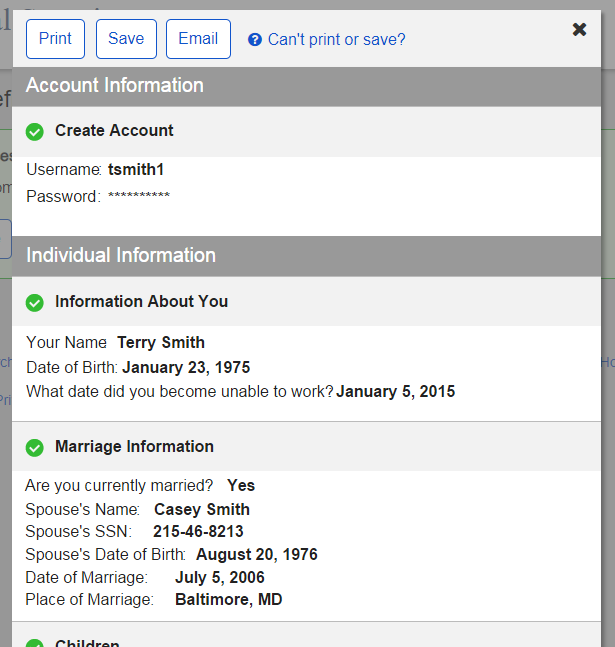 Print Save Email Can't print or save?
Account Information
Create Account
Username: tsmith1
Password: **********
Individual Information
Information About You
Your Name Terry Smith
Date of Birth: January 23, 1975
What date did you become unable to work? January 5, 2015
Marriage Information
Are you currently married? Yes
Spouse's Name: Casey Smith
Spouse's SSN: 215-46-8213
Spouse's Date of Birth: August 20, 1976
Date of Marriage: July 5, 2006
Place of Marriage: Baltimore, MD
Children